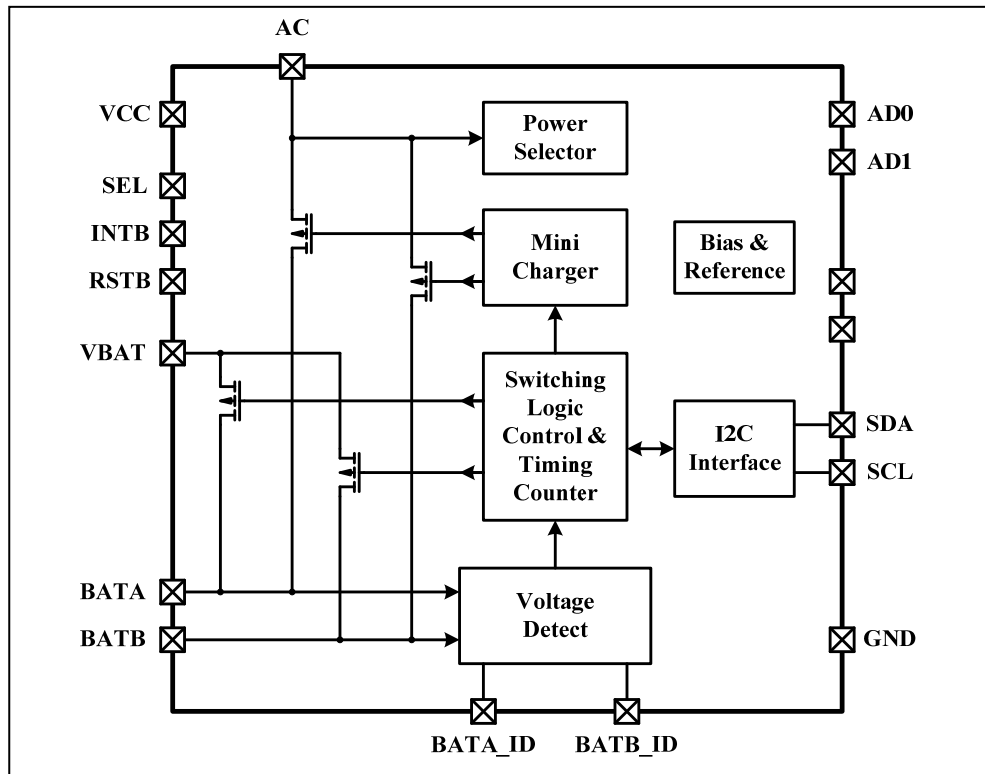 AC
VCC
Power
Selector
AD0
AD1
SEL
INTB
Mini
Charger
Bias &
Reference
RSTB
VBAT
Switching
Logic
Control &
Timing
Counter
I2C
Interface
SDA
SCL
BATA
BATB
Voltage
Detect
GND
BATA_ID
BATB_ID